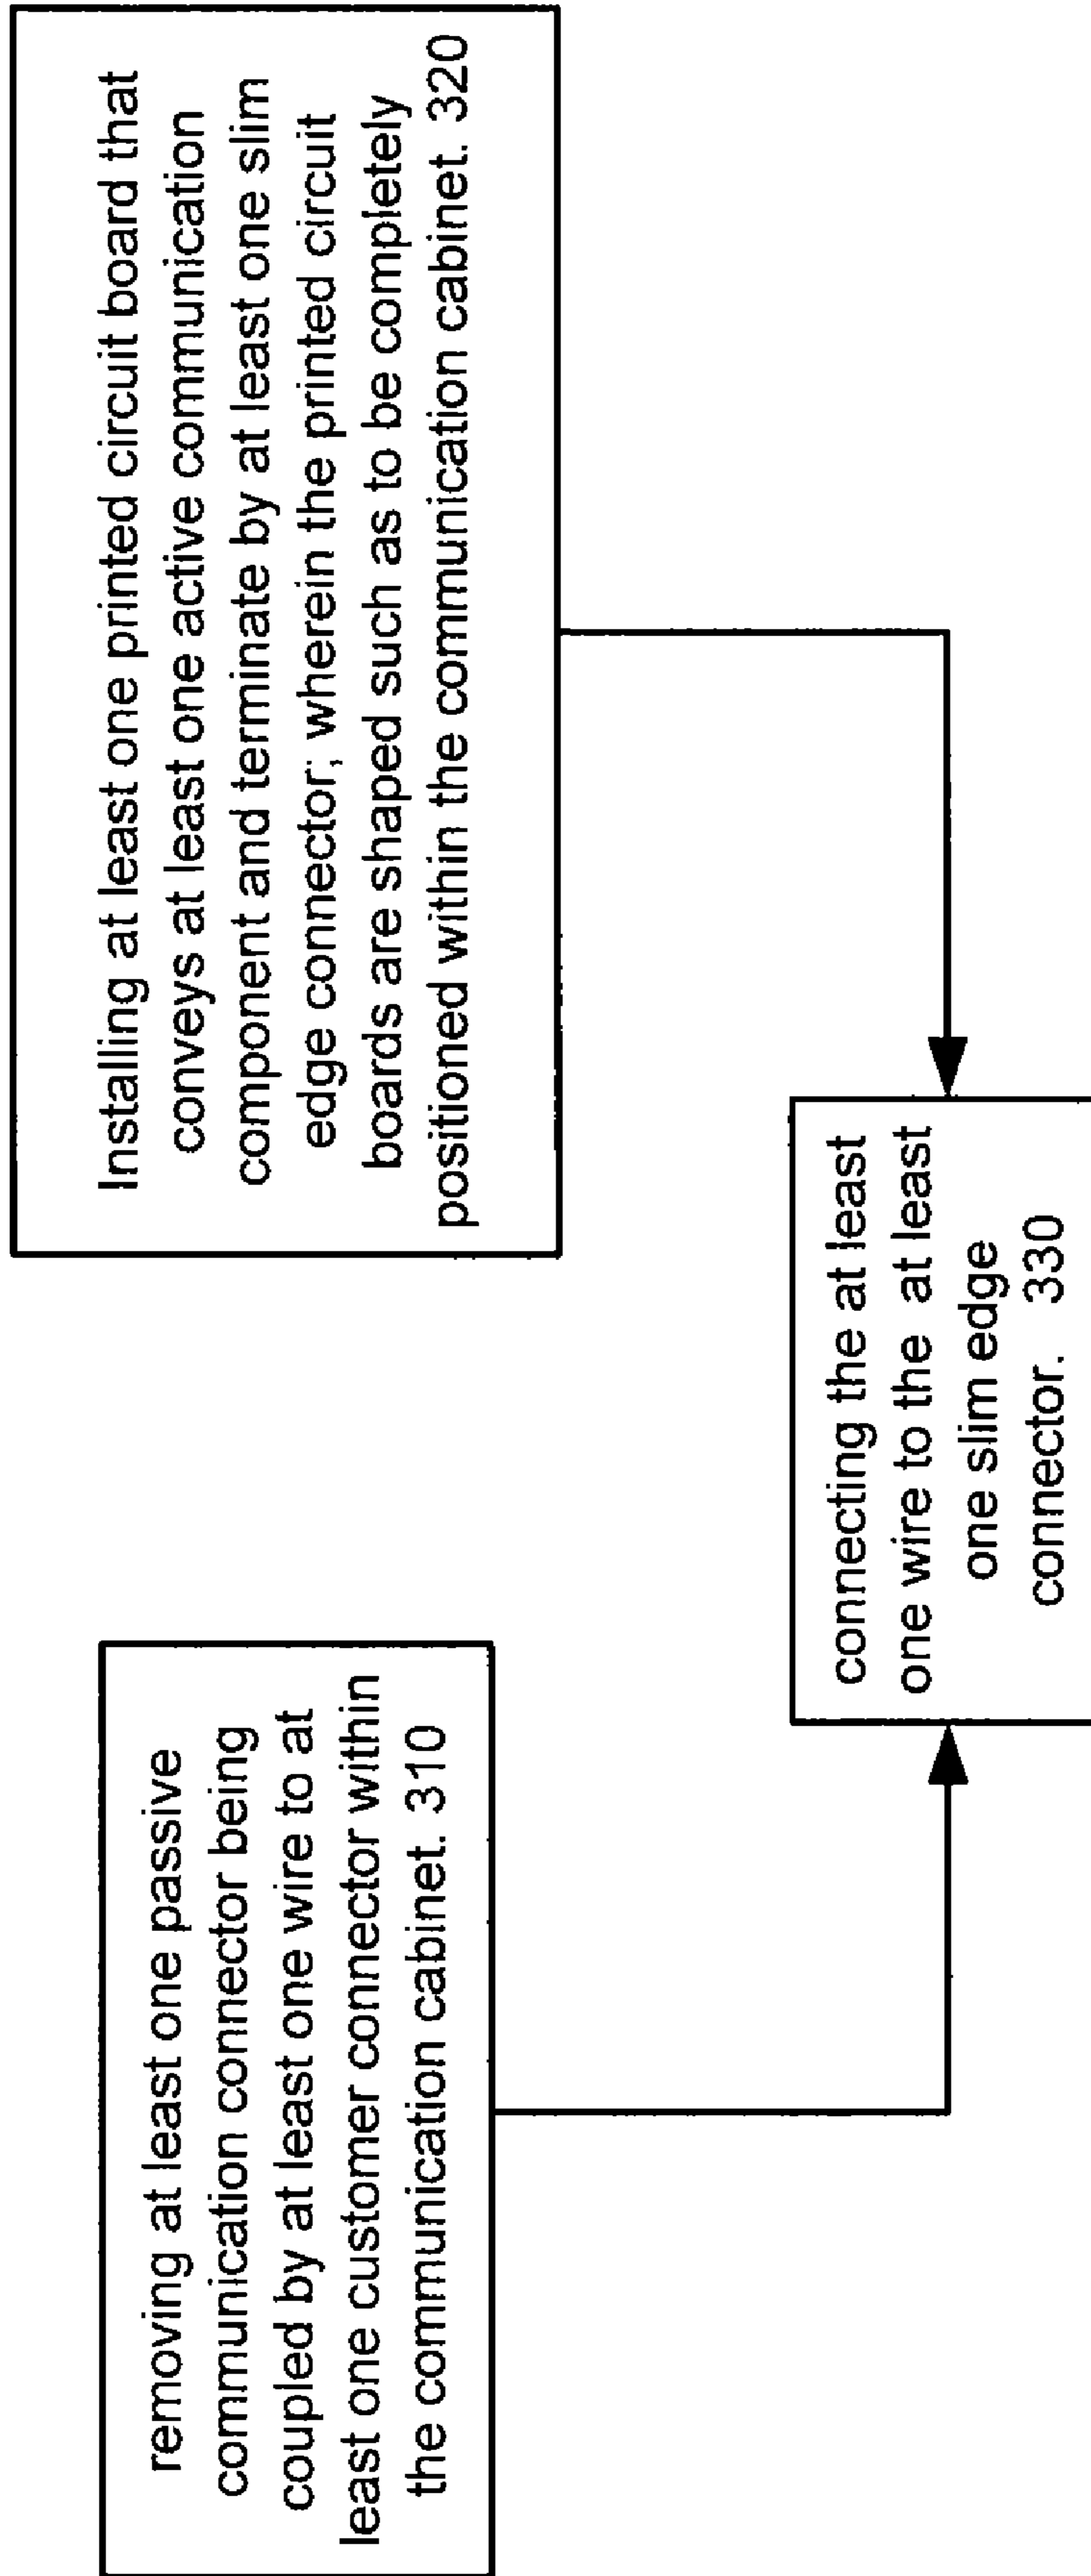 removing at least one passive
communication connector being
coupled by at least one wire to at
least one customer connector within
the communication cabinet. 310
Installing at least one printed circuit board that
conveys at least one active communication
component and terminate by at least one slim
edge connector; wherein the printed circuit
boards are shaped such as to be completely
positioned within the communication cabinet. 320
connecting the at least
one wire to the at least
one slim edge
connector. 330